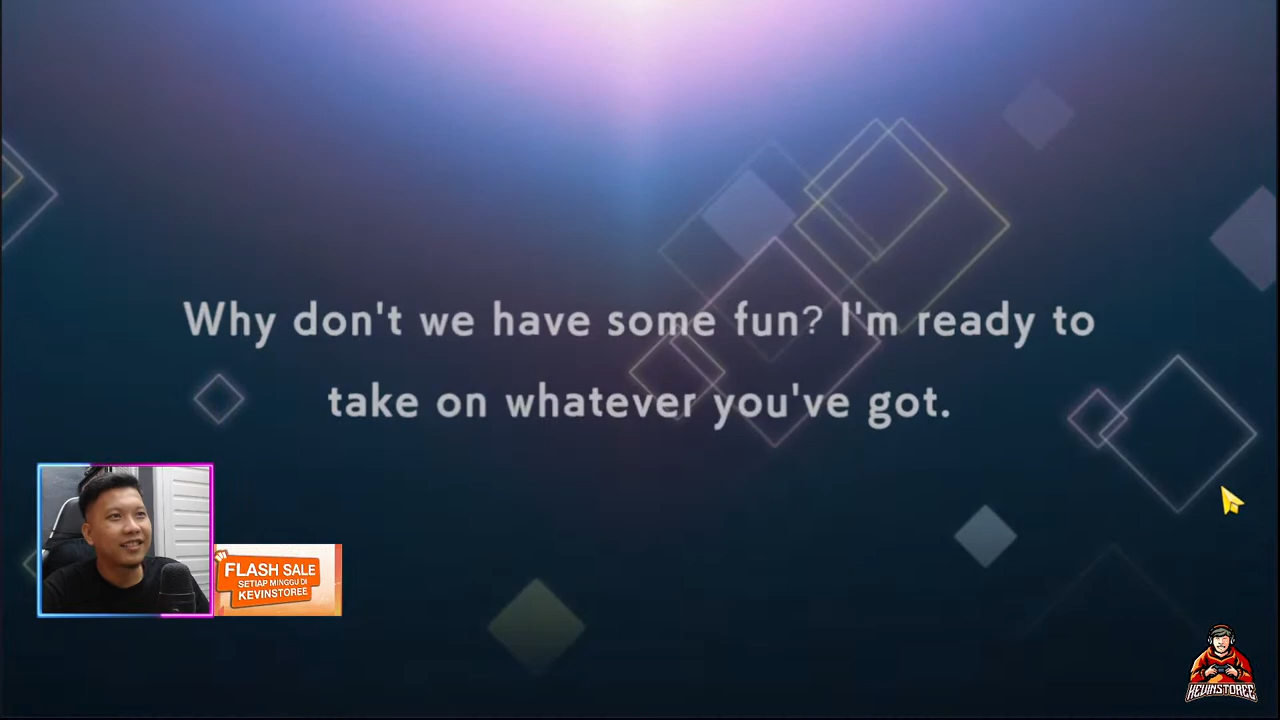 Why don't we have some fun? I'm ready to
take on whatever you've got.
FLASH SALE
SETIAP MINGGU DI
KEVINSTOREE
KEVINSTOREE